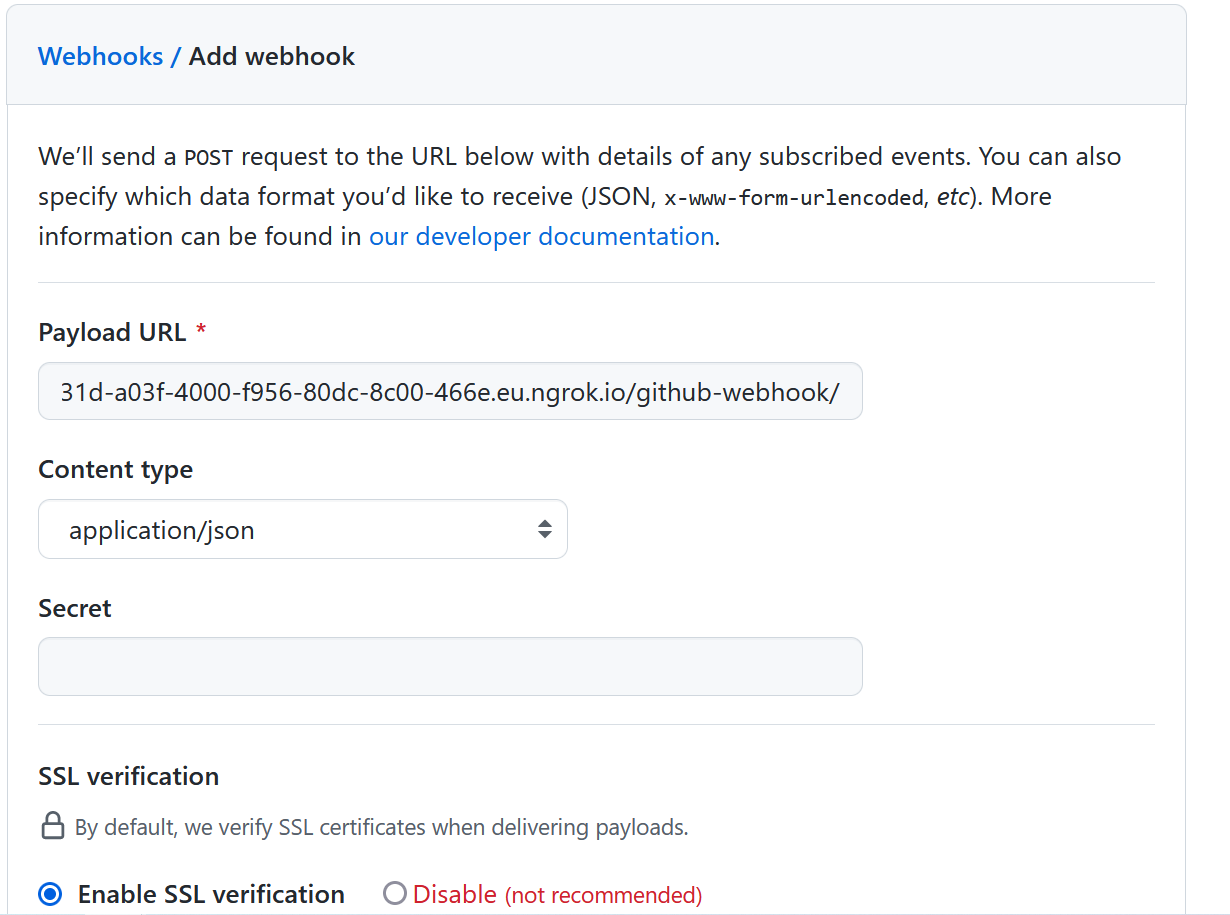 Webhooks / Add webhook
We’ll send a POST request to the URL below with details of any subscribed events. You can also
specify which data format you’d like to receive (JSON, x-www-form-urlencoded, etc). More
information can be found in our developer documentation.
Payload URL *
31d-a03f-4000-f956-80dc-8c00-466e.eu.ngrok.io/github-webhook/
Content type
application/json
Secret
SSL verification
By default, we verify SSL certificates when delivering payloads.
Enable SSL verification Disable (not recommended)